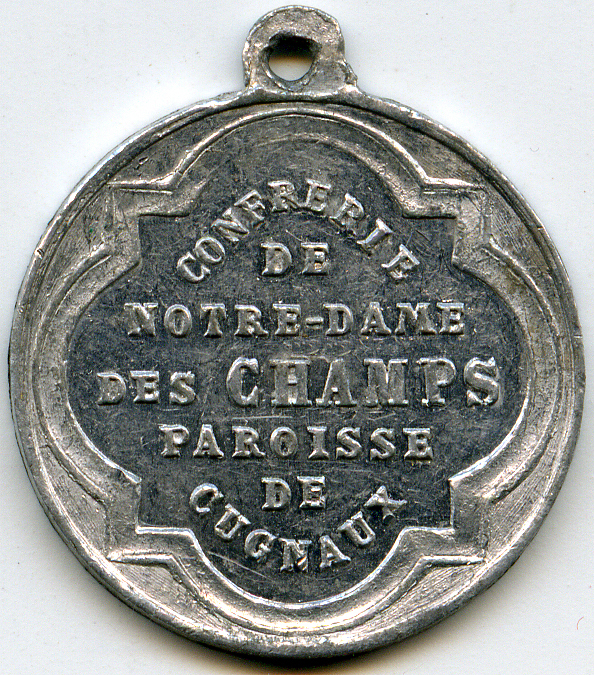 CONFRERIE
DE
NOTRE-DAME
DES CHAMPS
PAROISSE
DE
CUGNAUX